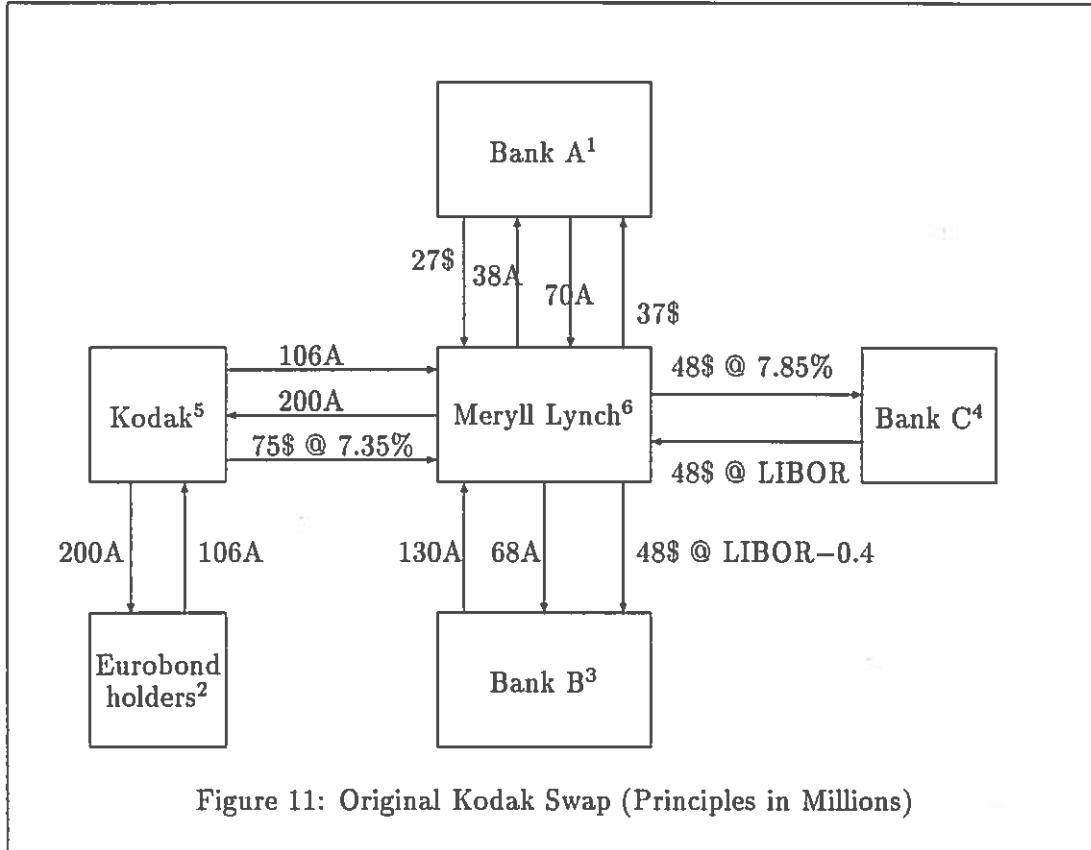 Bank A¹
27$
38A
70A
37$
106A
200A
75$ @ 7.35%
Kodak⁵
Meryll Lynch⁶
48$ @ 7.85%
Bank C⁴
48$ @ LIBOR
200A
106A
130A
68A
48$ @ LIBOR−0.4
Eurobond
holders²
Bank B³
Figure 11: Original Kodak Swap (Principles in Millions)